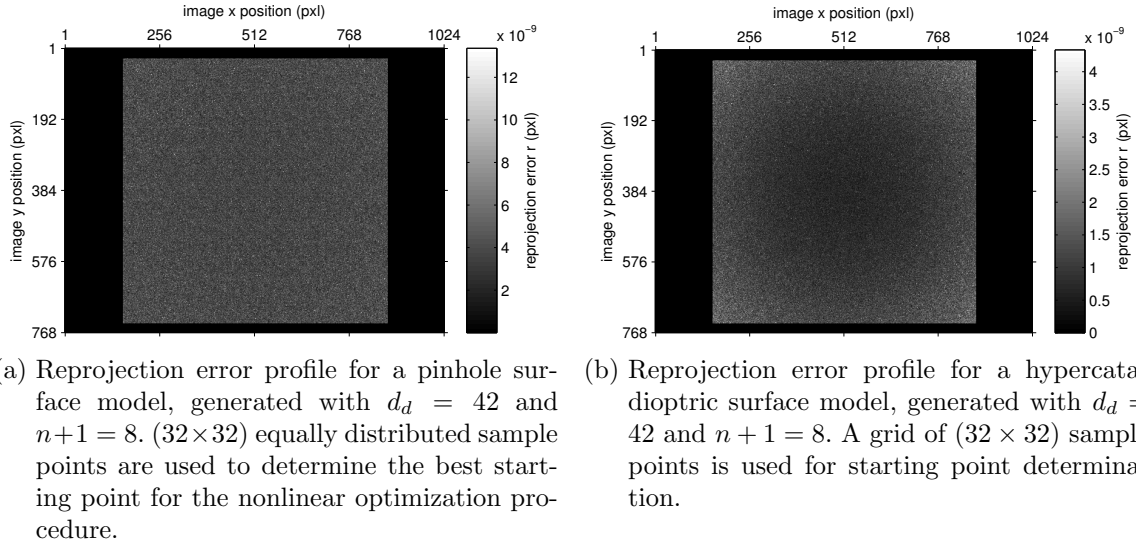 image x position (pxl)
1 256 512 768 1024
x 10⁻⁹
1
192
384
576
768
image y position (pxl)
12
10
8
6
4
2
reprojection error r (pxl)
image x position (pxl)
1 256 512 768 1024
x 10⁻⁹
1
192
384
576
768
image y position (pxl)
4
3.5
3
2.5
2
1.5
1
0.5
0
reprojection error r (pxl)
a) Reprojection error profile for a pinhole sur-
face model, generated with d_d = 42 and
n+1 = 8. (32×32) equally distributed sample
points are used to determine the best start-
ing point for the nonlinear optimization pro-
cedure.
(b) Reprojection error profile for a hypercata
dioptric surface model, generated with d_d =
42 and n + 1 = 8. A grid of (32 × 32) sampl
points is used for starting point determina
tion.